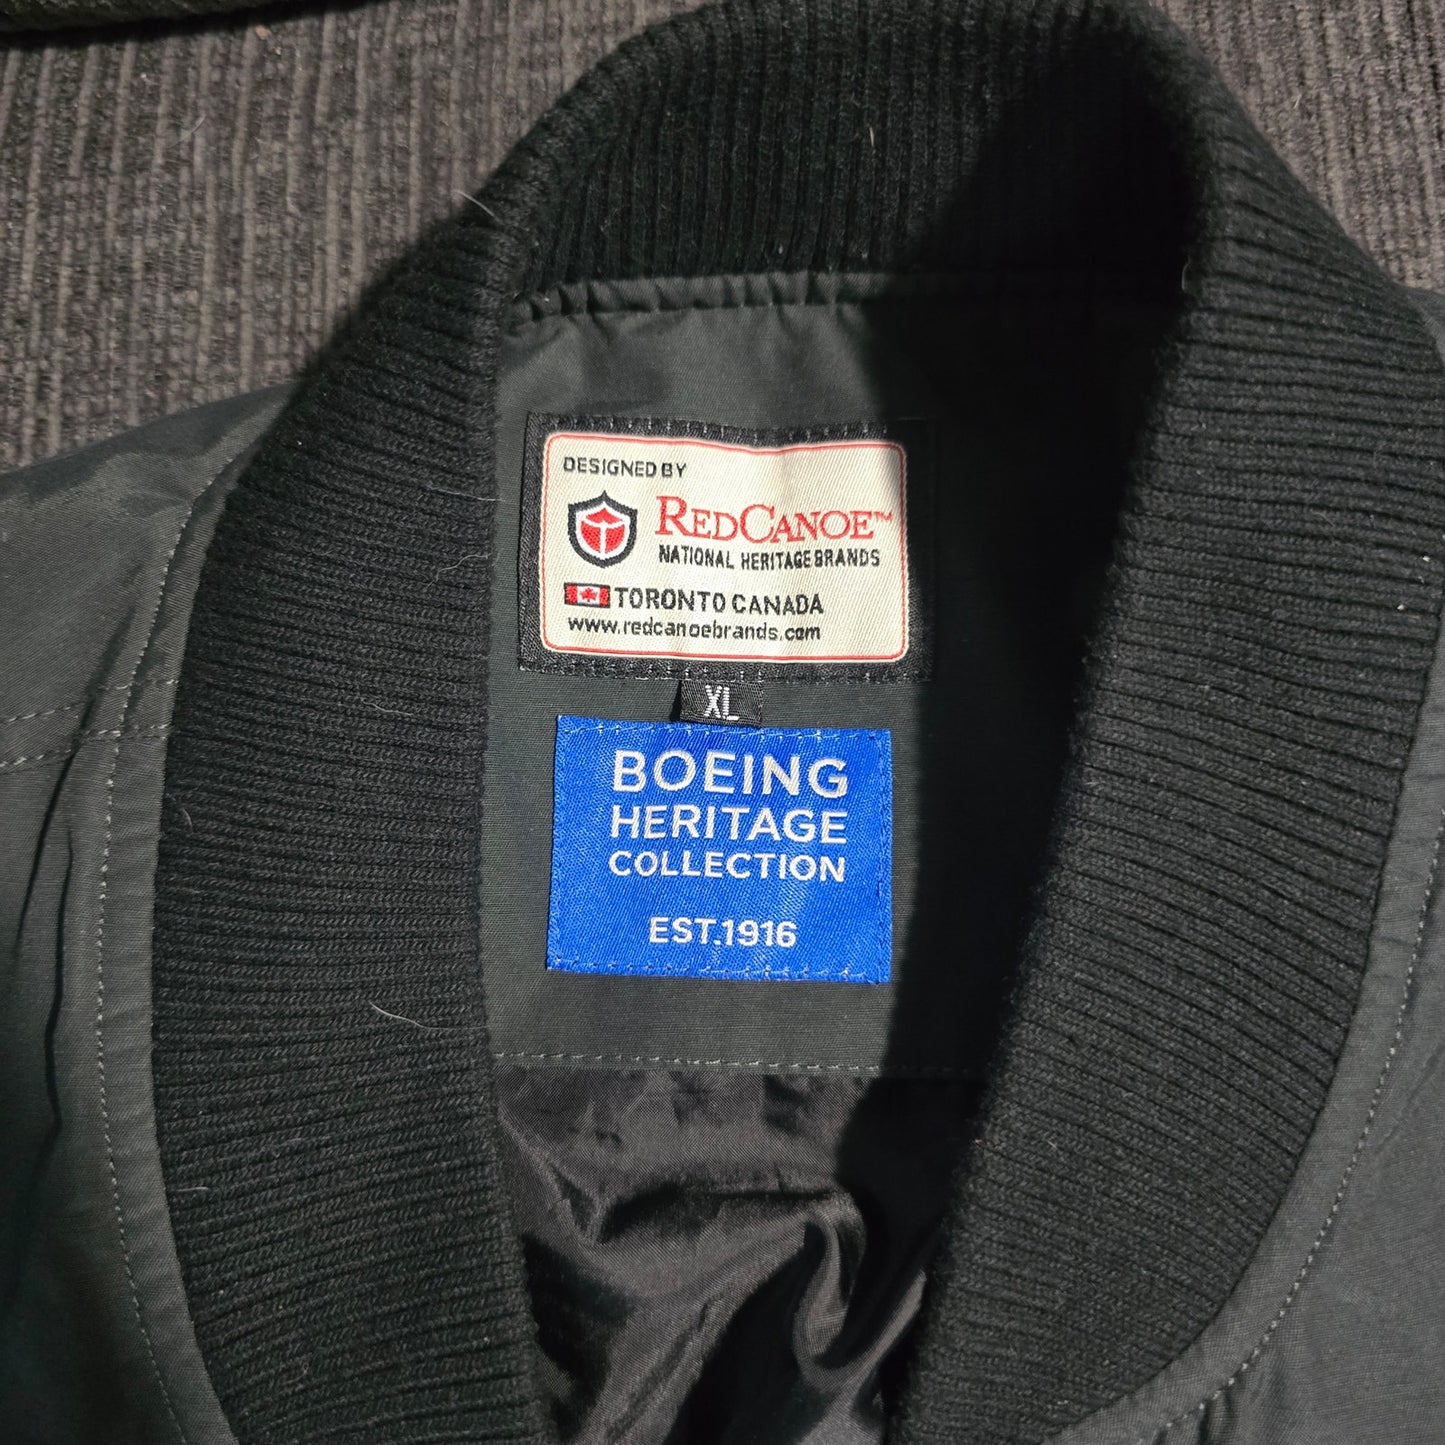 DESIGNED BY
REDCANOE™
NATIONAL HERITAGE BRANDS
TORONTO CANADA
www.redcanoebrands.com
XL
BOEING
HERITAGE
COLLECTION
EST.1916